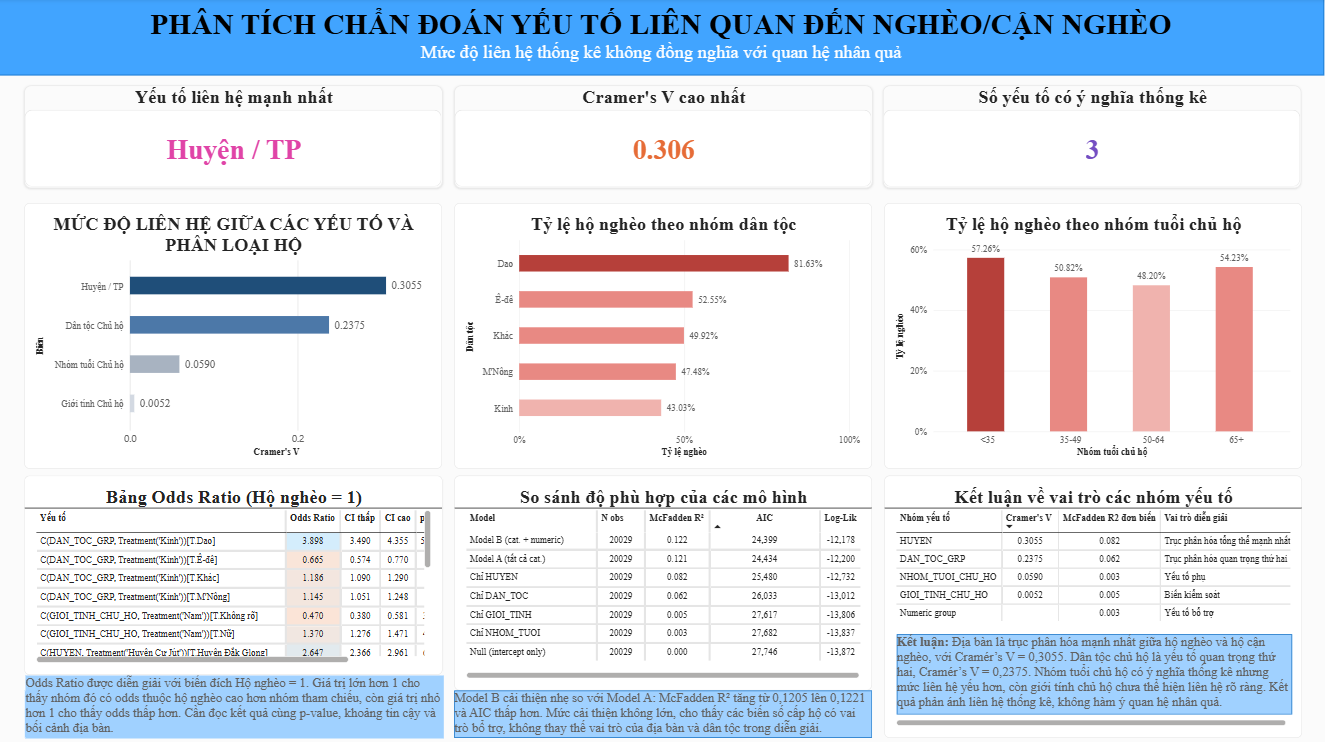 PHÂN TÍCH CHẨN ĐOÁN YẾU TỐ LIÊN QUAN ĐẾN NGHÈO/CẬN NGHÈO
Mức độ liên hệ thống kê không đồng nghĩa với quan hệ nhân quả
Yếu tố liên hệ mạnh nhất
Huyện / TP
Cramer's V cao nhất
0.306
Số yếu tố có ý nghĩa thống kê
3
MỨC ĐỘ LIÊN HỆ GIỮA CÁC YẾU TỐ VÀ
PHÂN LOẠI HỘ
Biến
Huyện / TP 0.3055
Dân tộc Chủ hộ 0.2375
Nhóm tuổi Chủ hộ 0.0590
Giới tính Chủ hộ 0.0052
0.0 0.2
Cramer's V
Tỷ lệ hộ nghèo theo nhóm dân tộc
Dân tộc
Dao 81.63%
Ê-đê 52.55%
Khác 49.92%
M'Nông 47.48%
Kinh 43.03%
0% 50% 100%
Tỷ lệ nghèo
Tỷ lệ hộ nghèo theo nhóm tuổi chủ hộ
Tỷ lệ nghèo
60%
40%
20%
0%
57.26% 50.82% 48.20% 54.23%
<35 35-49 50-64 65+
Nhóm tuổi chủ hộ
Bảng Odds Ratio (Hộ nghèo = 1)
Yếu tố Odds Ratio CI thấp CI cao p
C(DAN_TOC_GRP, Treatment('Kinh'))[T.Dao] 3.898 3.490 4.355 5
C(DAN_TOC_GRP, Treatment('Kinh'))[T.Ê-đê] 0.665 0.574 0.770
C(DAN_TOC_GRP, Treatment('Kinh'))[T.Khác] 1.186 1.090 1.290
C(DAN_TOC_GRP, Treatment('Kinh'))[T.M'Nông] 1.145 1.051 1.248
C(GIOI_TINH_CHU_HO, Treatment('Nam'))[T.Không rõ] 0.470 0.380 0.581
C(GIOI_TINH_CHU_HO, Treatment('Nam'))[T.Nữ] 1.370 1.276 1.471
C(HUYEN, Treatment('Huyện Cư Jút'))[T.Huyện Đắk Glong] 2.647 2.366 2.961
Odds Ratio được diễn giải với biến đích Hộ nghèo = 1. Giá trị lớn hơn 1 cho
thấy nhóm đó có odds thuộc hộ nghèo cao hơn nhóm tham chiếu, còn giá trị nhỏ
hơn 1 cho thấy odds thấp hơn. Cần đọc kết quả cùng p-value, khoảng tin cậy và
bối cảnh địa bàn.
So sánh độ phù hợp của các mô hình
Model N obs McFadden R² AIC Log-Lik
Model B (cat. + numeric) 20029 0.122 24,399 -12,178
Model A (tất cả cat.) 20029 0.121 24,434 -12,200
Chỉ HUYEN 20029 0.082 25,480 -12,732
Chỉ DAN_TOC 20029 0.062 26,033 -13,012
Chỉ GIOI_TINH 20029 0.005 27,617 -13,806
Chỉ NHOM_TUOI 20029 0.003 27,682 -13,837
Null (intercept only) 20029 0.000 27,746 -13,872
Model B cải thiện nhẹ so với Model A: McFadden R² tăng từ 0,1205 lên 0,1221
và AIC thấp hơn. Mức cải thiện không lớn, cho thấy các biến số cấp hộ có vai
trò bổ trợ, không thay thế vai trò của địa bàn và dân tộc trong diễn giải.
Kết luận về vai trò các nhóm yếu tố
Nhóm yếu tố Cramer's V McFadden R2 đơn biến Vai trò diễn giải
HUYEN 0.3055 0.082 Trục phân hóa tổng thể mạnh nhất
DAN_TOC_GRP 0.2375 0.062 Trục phân hóa quan trọng thứ hai
NHOM_TUOI_CHU_HO 0.0590 0.003 Yếu tố phụ
GIOI_TINH_CHU_HO 0.0052 0.005 Biến kiểm soát
Numeric group 0.003 Yếu tố bổ trợ
Kết luận: Địa bàn là trục phân hóa mạnh nhất giữa hộ nghèo và hộ cận
nghèo, với Cramér's V = 0,3055. Dân tộc chủ hộ là yếu tố quan trọng thứ
hai, Cramér's V = 0,2375. Nhóm tuổi chủ hộ có ý nghĩa thống kê nhưng
mức liên hệ yếu hơn, còn giới tính chủ hộ chưa thể hiện liên hệ rõ ràng. Kết
quả phản ánh liên hệ thống kê, không hàm ý quan hệ nhân quả.